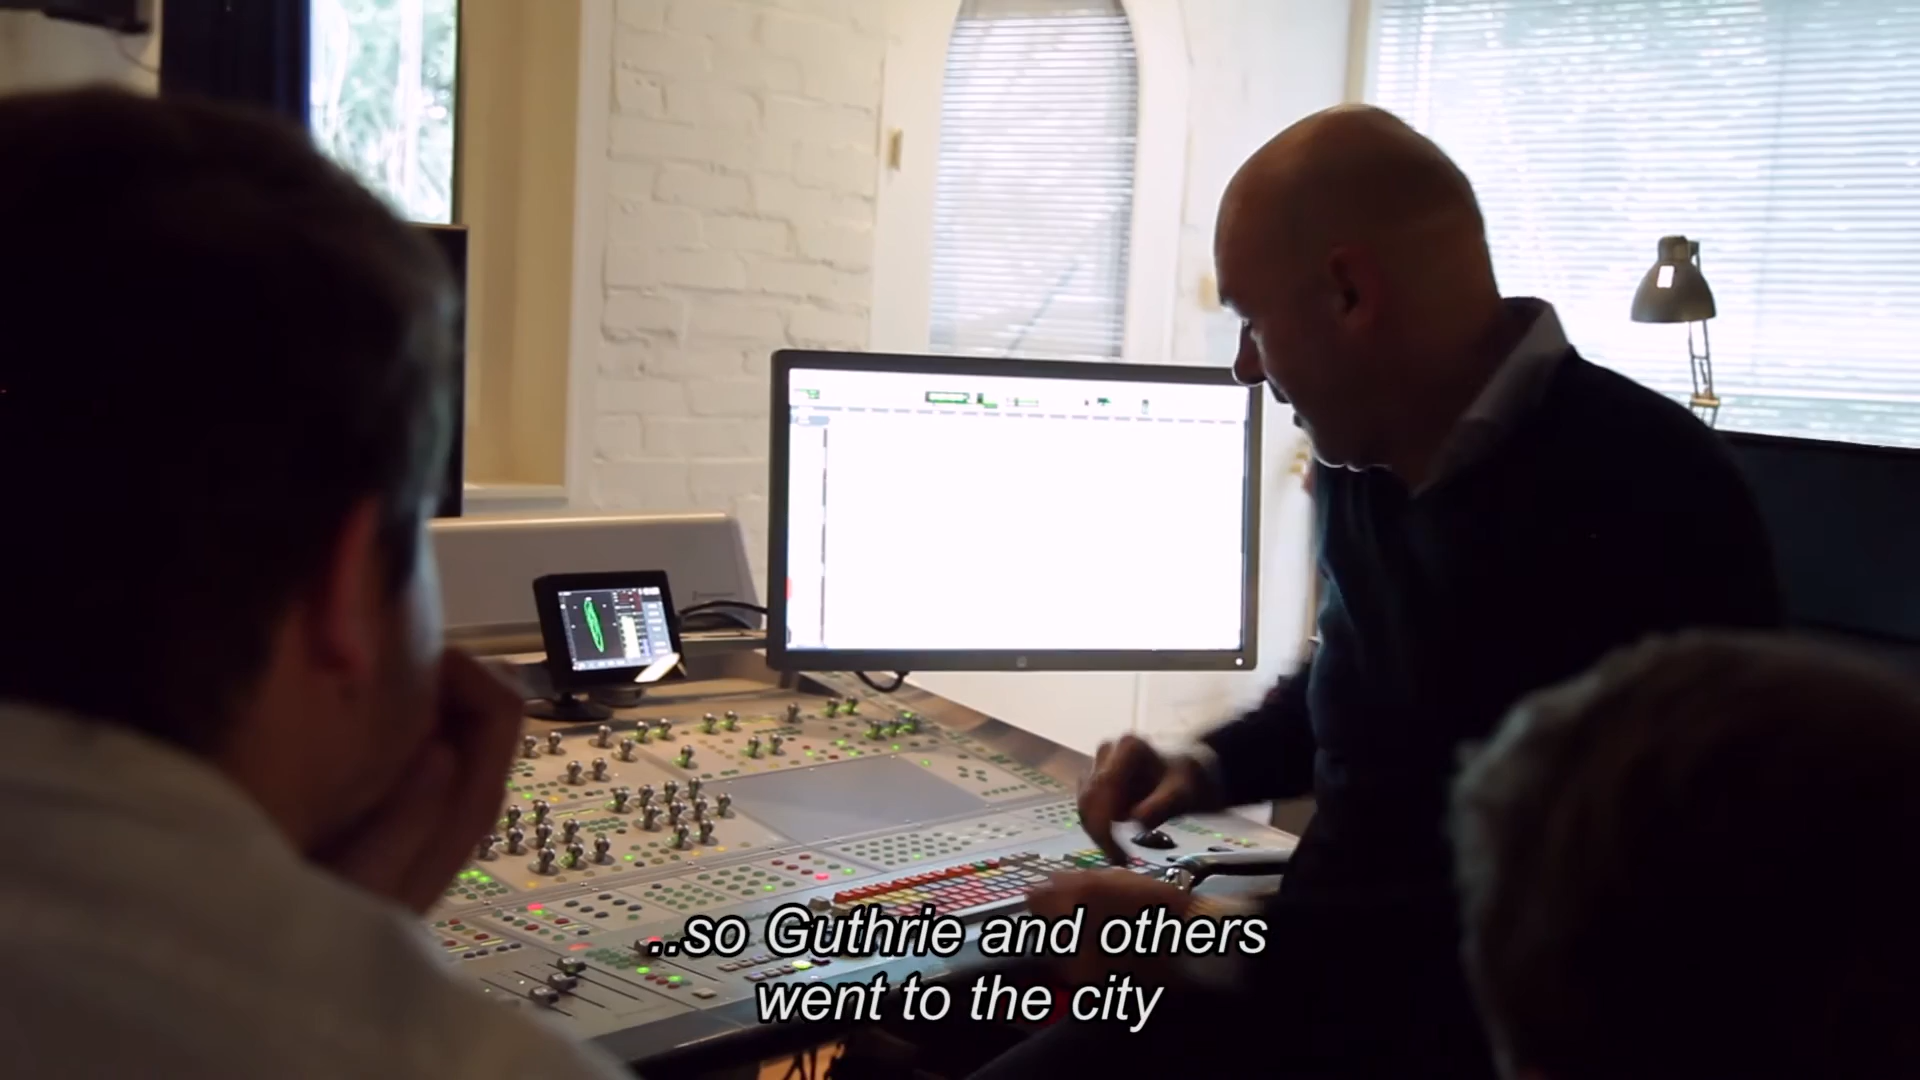 ..so Guthrie and others
went to the city